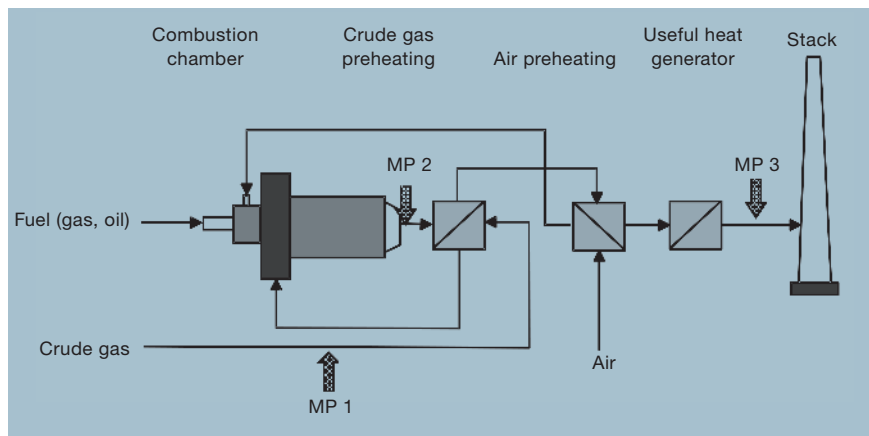 Combustion
chamber
Crude gas
preheating
Air preheating
Useful heat
generator
Stack
MP 2
MP 3
Fuel (gas, oil)
Crude gas
Air
MP 1